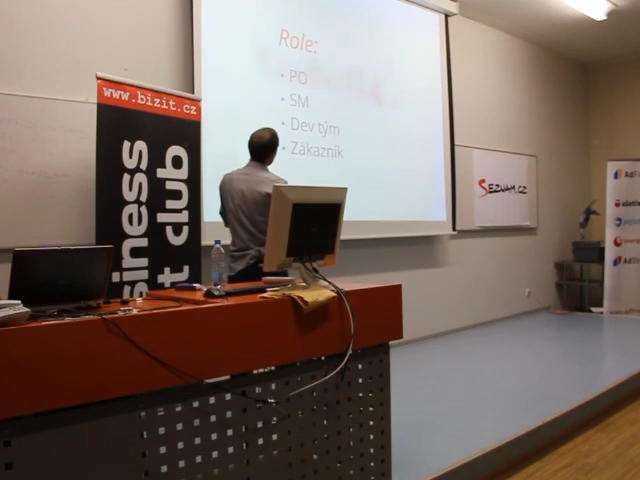 Role:
• PO
• SM
• Dev tým
• Zákazník
www.bizit.cz
siness
t club
SEZNAM.CZ